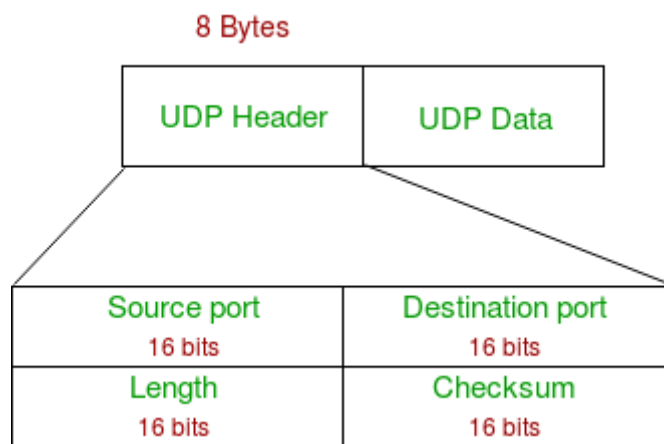 8 Bytes
UDP Header UDP Data
Source port Destination port
16 bits 16 bits
Length Checksum
16 bits 16 bits